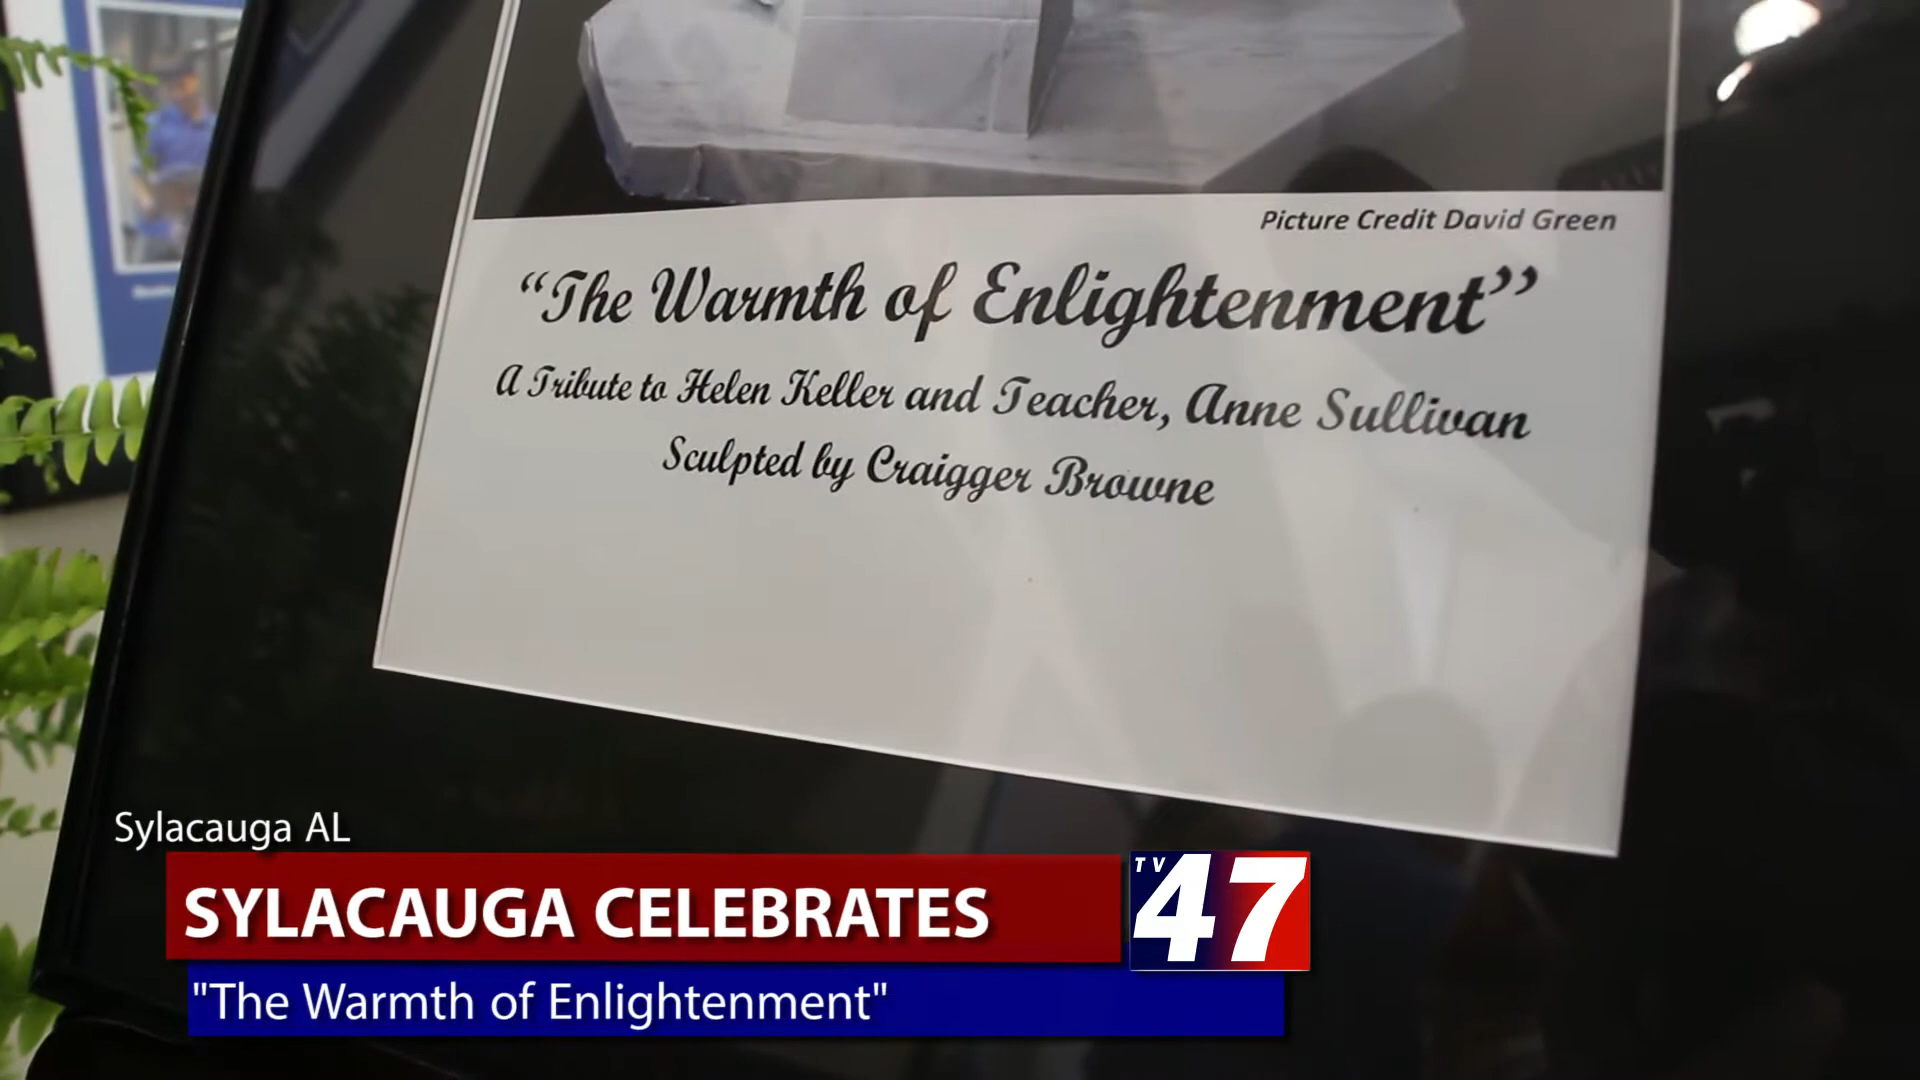 Picture Credit David Green
“The Warmth of Enlightenment”
A Tribute to Helen Keller and Teacher, Anne Sullivan
Sculpted by Craigger Browne
Sylacauga AL
SYLACAUGA CELEBRATES
TV
47
"The Warmth of Enlightenment"